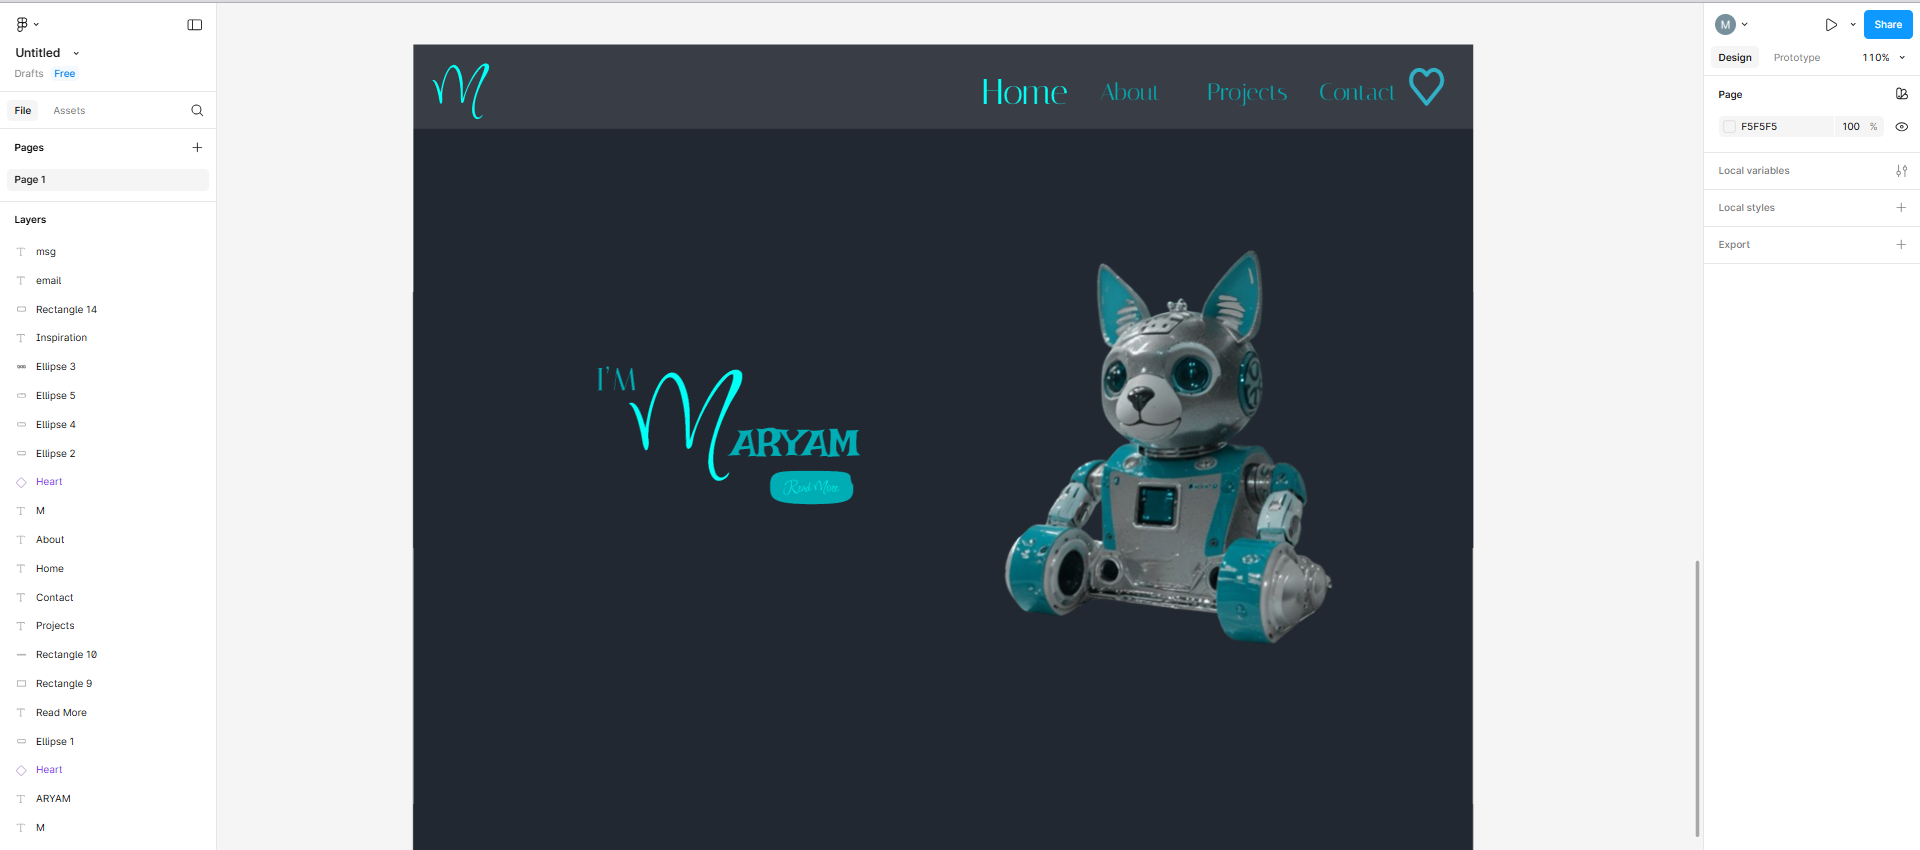 Untitled
Drafts Free
File Assets
Pages
Page 1
Layers
msg
email
Rectangle 14
Inspiration
Ellipse 3
Ellipse 5
Ellipse 4
Ellipse 2
Heart
M
About
Home
Contact
Projects
Rectangle 10
Rectangle 9
Read More
Ellipse 1
Heart
ARYAM
M
M
Home About Projects Contact
I'M
MARYAM
Read More
M
Share
Design Prototype 110%
Page
F5F5F5 100 %
Local variables
Local styles
Export